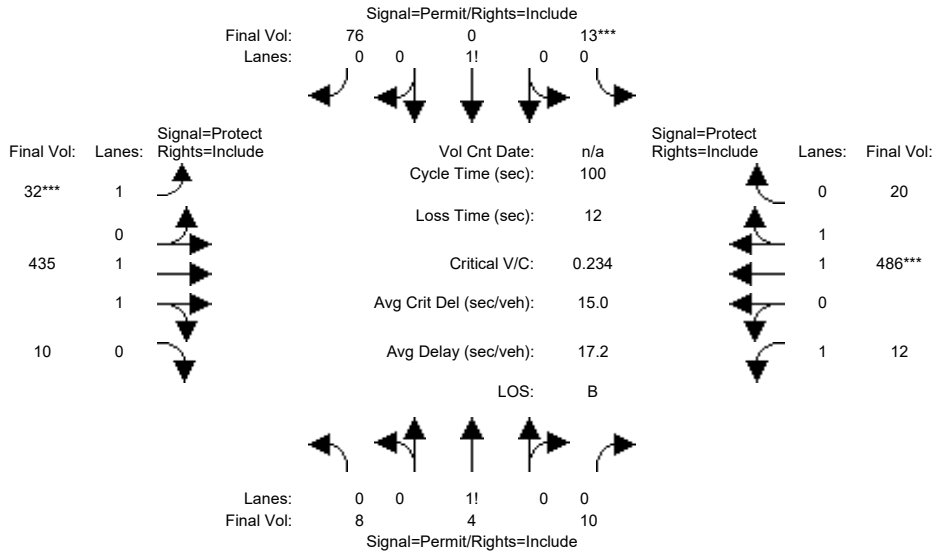 Signal=Permit/Rights=Include
Final Vol: 76 0 13***
Lanes: 0 0 1! 0 0
Signal=Protect
Final Vol: Lanes: Rights=Include
Vol Cnt Date: n/a
Signal=Protect
Rights=Include Lanes: Final Vol:
Cycle Time (sec): 100
32*** 1
0 20
Loss Time (sec): 12
0
1
435 1
Critical V/C: 0.234
1 486***
1
Avg Crit Del (sec/veh): 15.0
0
10 0
Avg Delay (sec/veh): 17.2
1 12
LOS: B
Lanes: 0 0 1! 0 0
Final Vol: 8 4 10
Signal=Permit/Rights=Include